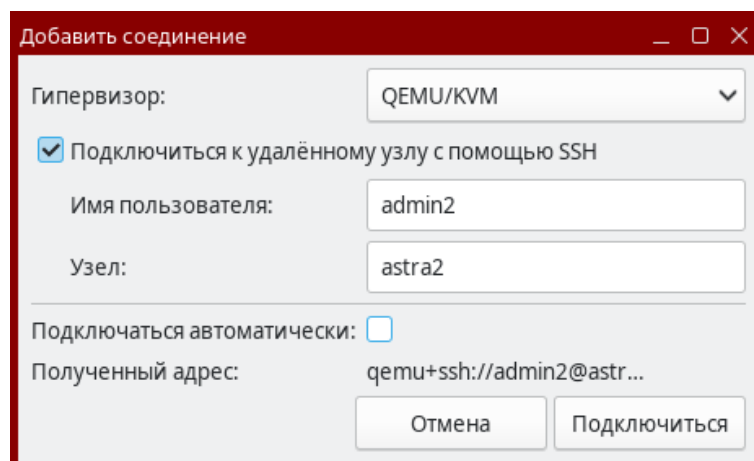 Добавить соединение
Гипервизор: QEMU/KVM
Подключиться к удалённому узлу с помощью SSH
Имя пользователя: admin2
Узел: astra2
Подключаться автоматически:
Полученный адрес: qemu+ssh://admin2@astr...
Отмена Подключиться